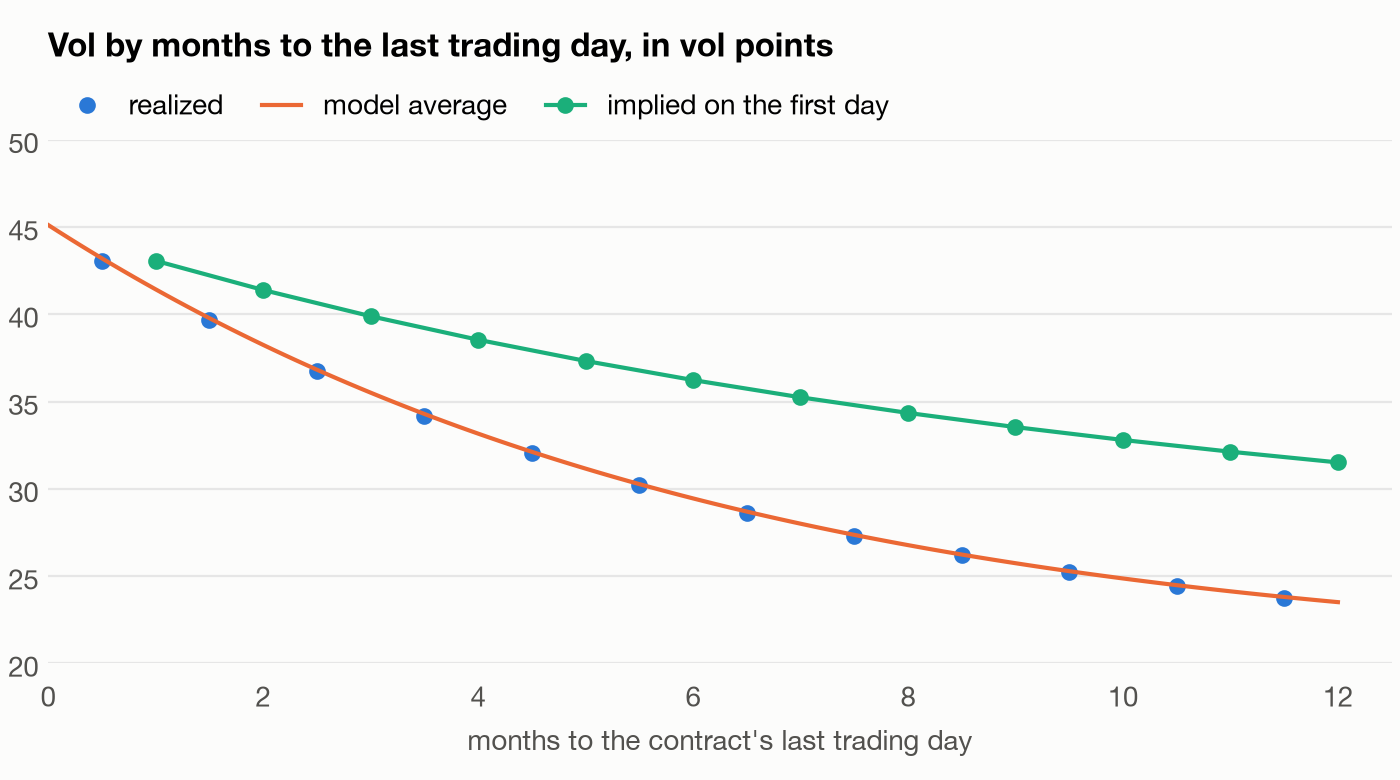 Vol by months to the last trading day, in vol points
realized model average implied on the first day
50
45
40
35
30
25
20
0 2 4 6 8 10 12
months to the contract's last trading day